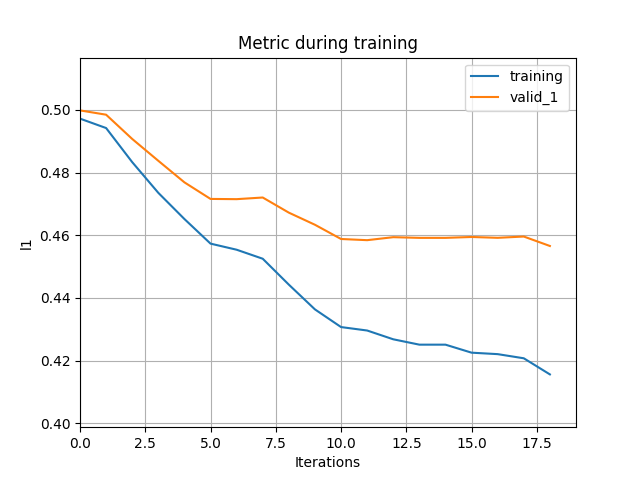 Metric during training
training
valid_1
0.50
0.48
0.46
0.44
0.42
0.40
l1
0.0 2.5 5.0 7.5 10.0 12.5 15.0 17.5
Iterations